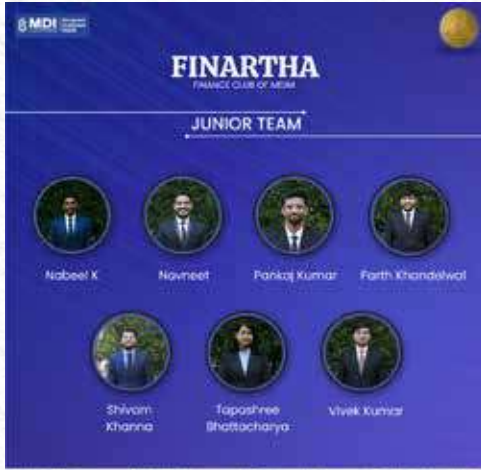 MDI
FINARTHA
FINANCE CLUB OF MDIM
JUNIOR TEAM
Nabeel K
Navneet
Pankaj Kumar
Parth Khandelwal
Shivam
Khanna
Tapashree
Bhattacharya
Vivek Kumar